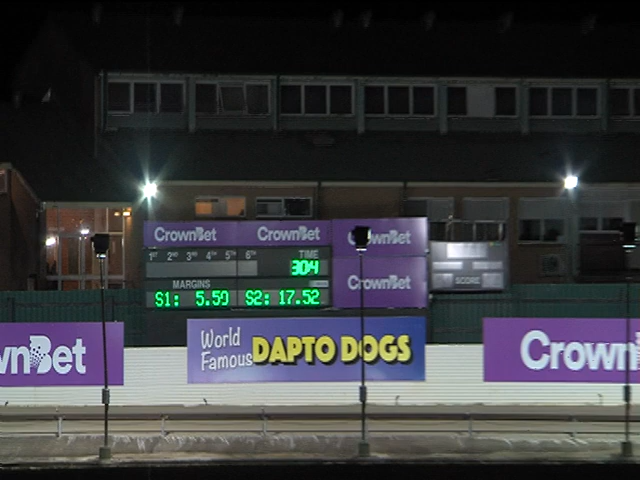 CrownBet CrownBet CrownBet
1ST 2ND 3RD 4TH 5TH 6TH TIME
304
MARGINS
S1: 5.50 S2: 17.52
CrownBet
SCORE
wnBet
World Famous DAPTO DOGS
Crown